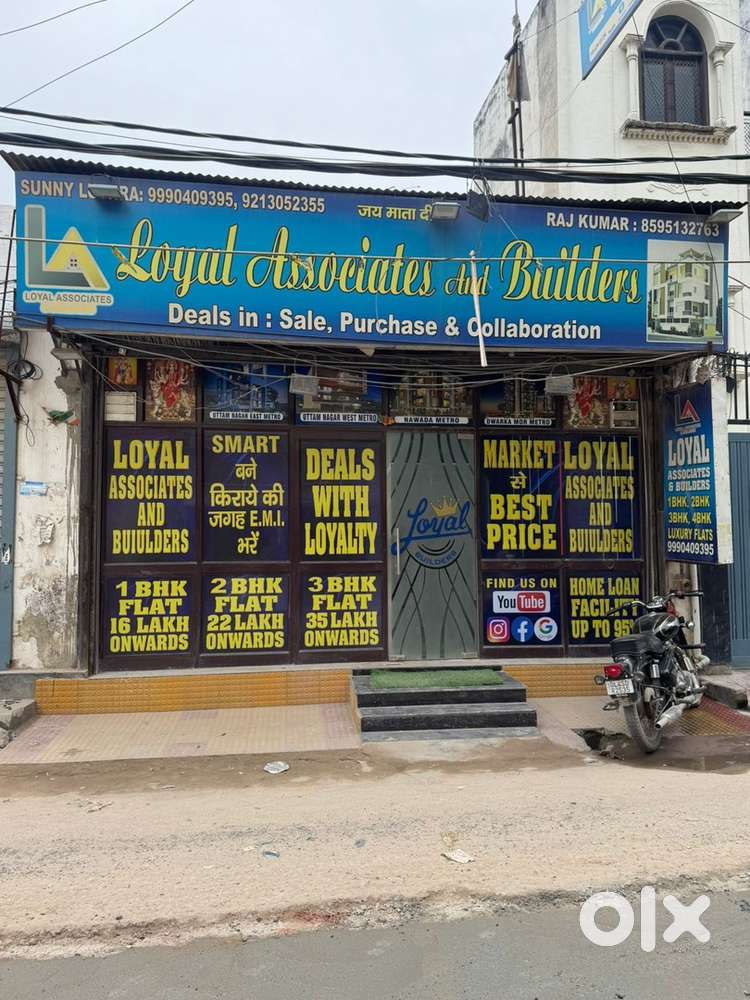 9990409395, 9213052355
जय माता दी
RAJ KUMAR : 8595132763
LA
LOYAL ASSOCIATES
Loyal Associates And Builders
Deals in : Sale, Purchase & Collaboration
UTTAM NAGAR EAST METRO
UTTAM NAGAR WEST METRO
NAWADA METRO
DWARKA MOR METRO
LOYAL
ASSOCIATES
AND
BUIULDERS
SMART
बने
किराये की
जगह E.M.I.
भरें
DEALS
WITH
LOYALTY
Loyal
BUILDERS
MARKET
से
BEST
PRICE
LOYAL
ASSOCIATES
AND
BUIULDERS
LOYAL
ASSOCIATES
& BUILDERS
1BHK, 2BHK
3BHK, 4BHK
LUXURY FLATS
9990409395
1 BHK
FLAT
16 LAKH
ONWARDS
2 BHK
FLAT
22 LAKH
ONWARDS
3 BHK
FLAT
35 LAKH
ONWARDS
FIND US ON
YouTube
HOME LOAN
FACILITY
UP TO
olx